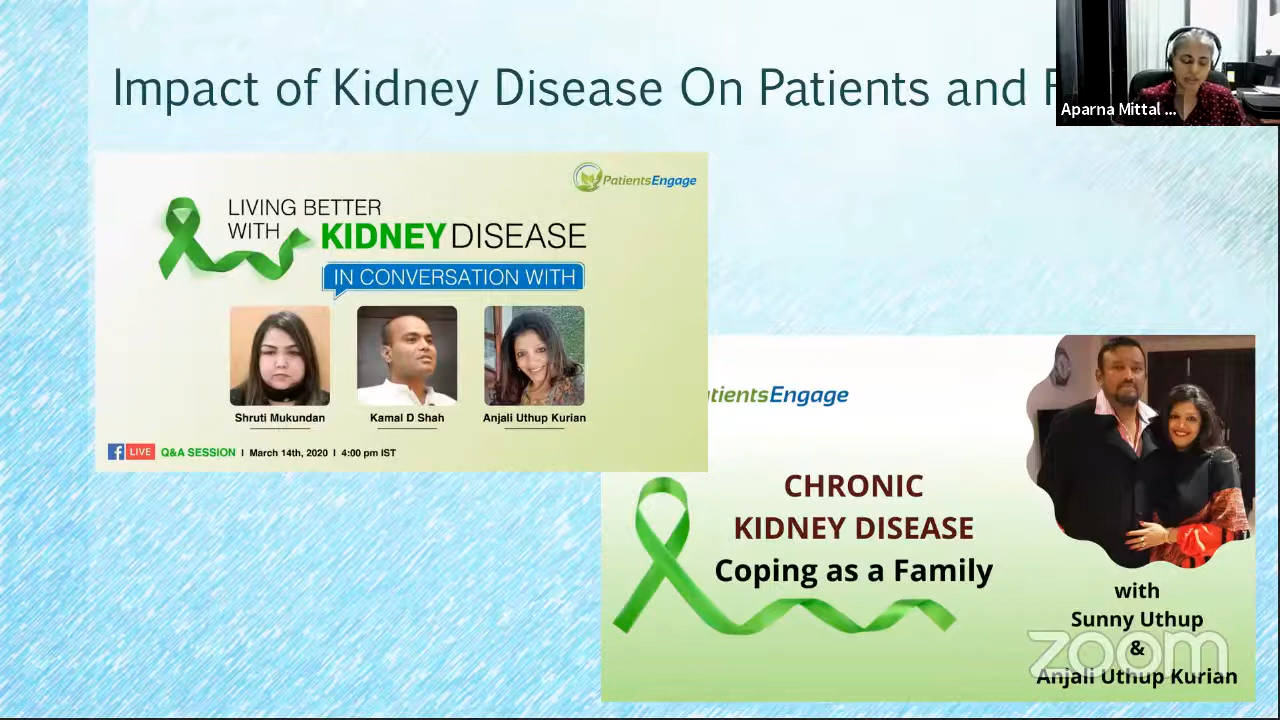 Impact of Kidney Disease On Patients and
Aparna Mittal ...
PatientsEngage
LIVING BETTER
WITH KIDNEY DISEASE
IN CONVERSATION WITH
Shruti Mukundan
Kamal D Shah
Anjali Uthup Kurian
f LIVE Q&A SESSION I March 14th, 2020 I 4:00 pm IST
tientsEngage
CHRONIC
KIDNEY DISEASE
Coping as a Family
with
Sunny Uthup
&
Anjali Uthup Kurian
zoom